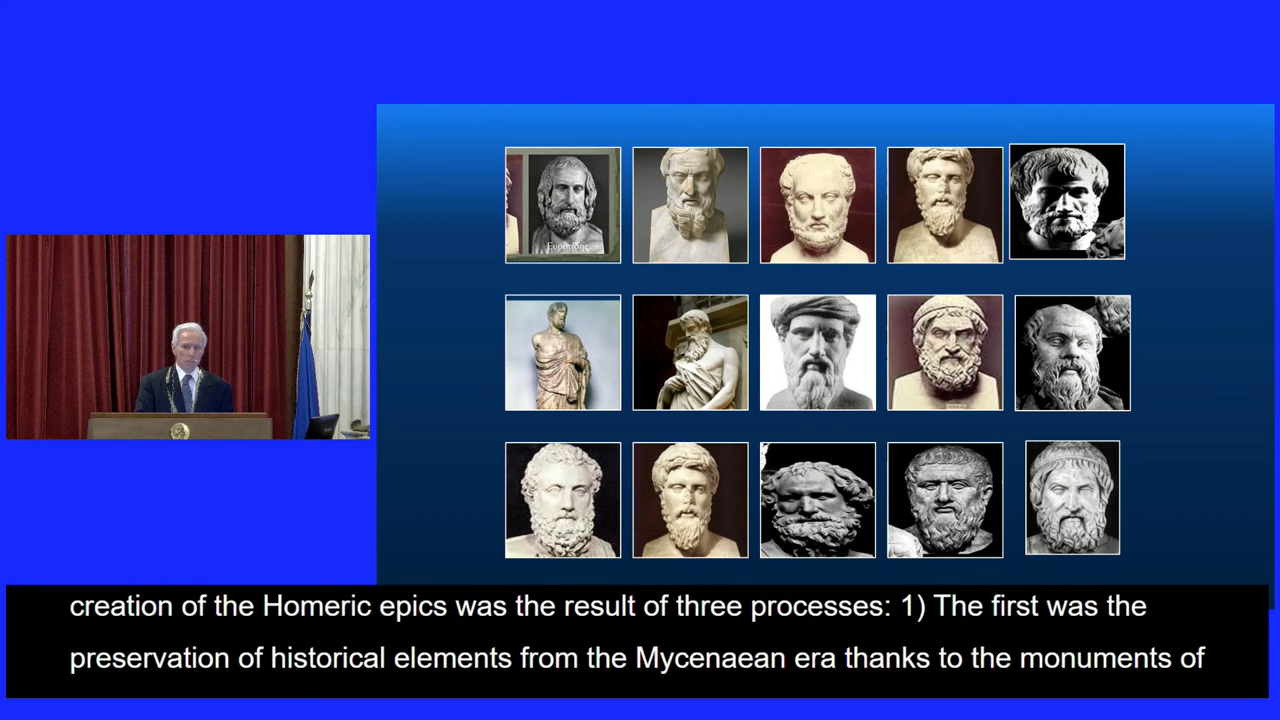 Ευριπίδης
creation of the Homeric epics was the result of three processes: 1) The first was the
preservation of historical elements from the Mycenaean era thanks to the monuments of